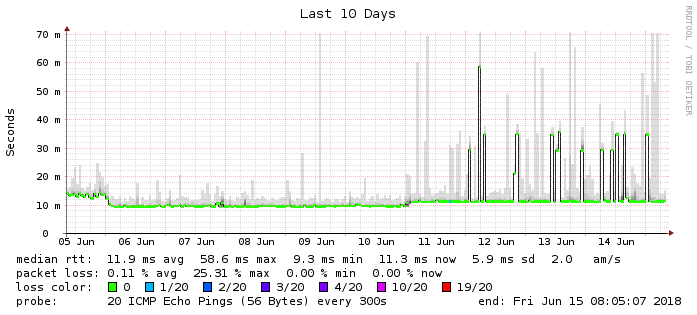 Last 10 Days
RRDTOOL / TOBI OETIKER
Seconds
70 m
60 m
50 m
40 m
30 m
20 m
10 m
0
05 Jun 06 Jun 07 Jun 08 Jun 09 Jun 10 Jun 11 Jun 12 Jun 13 Jun 14 Jun
median rtt: 11.9 ms avg 58.6 ms max 9.3 ms min 11.3 ms now 5.9 ms sd 2.0 am/s
packet loss: 0.11 % avg 25.31 % max 0.00 % min 0.00 % now
loss color: 0 1/20 2/20 3/20 4/20 10/20 19/20
probe: 20 ICMP Echo Pings (56 Bytes) every 300s end: Fri Jun 15 08:05:07 2018